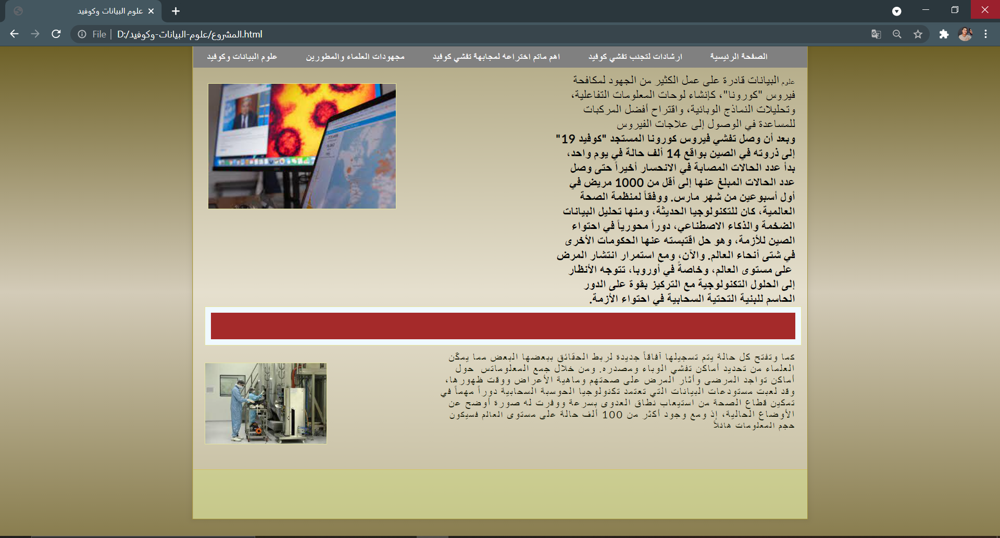 علوم البيانات وكوفيد
File
D:/المشروع/علوم-البيانات-وكوفيد.html
الصفحة الرئيسية
ارشادات لتجنب تفشي كوفيد
اهم ماتم اختراعه لمجابهة تفشي كوفيد
مجهودات العلماء والمطورين
علوم البيانات وكوفيد
علوم البيانات قادرة على عمل الكثير من الجهود لمكافحة
فيروس "كورونا"، كإنشاء لوحات المعلومات التفاعلية،
وتحليلات النماذج الوبائية، واقتراح أفضل المركبات
للمساعدة في الوصول إلى علاجات الفيروس
وبعد أن وصل تفشي فيروس كورونا المستجد "كوفيد 19"
إلى ذروته في الصين بواقع 14 ألف حالة في يوم واحد،
بدأ عدد الحالات المصابة في الانحسار أخيراً حتى وصل
عدد الحالات المبلغ عنها إلى أقل من 1000 مريض في
أول أسبوعين من شهر مارس. ووفقاً لمنظمة الصحة
العالمية، كان للتكنولوجيا الحديثة، ومنها تحليل البيانات
الضخمة والذكاء الاصطناعي، دوراً محورياً في احتواء
الصين للأزمة، وهو حل اقتبسته عنها الحكومات الأخرى
في شتى أنحاء العالم. والآن، ومع استمرار انتشار المرض
على مستوى العالم، وخاصةً في أوروبا، تتوجه الأنظار
إلى الحلول التكنولوجية مع التركيز بقوة على الدور
الحاسم للبنية التحتية السحابية في احتواء الأزمة.
كما وتفتح كل حالة يتم تسجيلها آفاقاً جديدة لربط الحقائق ببعضها البعض مما يمكّن
العلماء من تحديد أماكن تفشي الوباء ومصدره. ومن خلال جمع المعلوماتس حول
أماكن تواجد المرضى وأثار المرض على صحتهم وماهية الأعراض ووقت ظهورها،
وقد لعبت مستودعات البيانات التي تعتمد تكنولوجيا الحوسبة السحابية دوراً مهماً في
تمكين قطاع الصحة من استيعاب نطاق العدوى بسرعة ووفرت له صورة أوضح عن
الأوضاع الحالية، إذ ومع وجود أكثر من 100 ألف حالة على مستوى العالم فسيكون
حجم المعلومات هائلاً